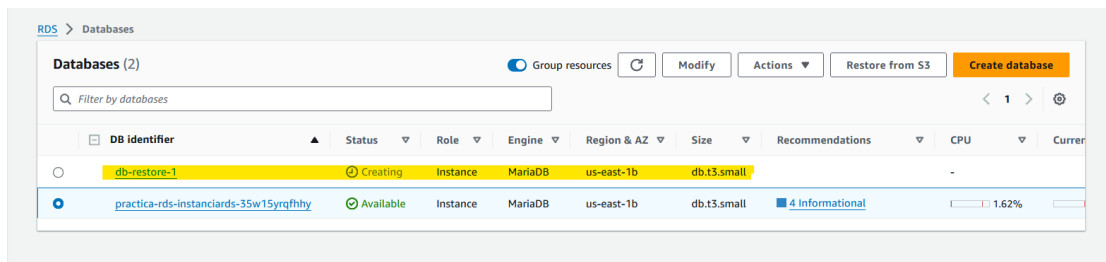 RDS > Databases
Databases (2) Group resources Modify Actions ▼ Restore from S3 Create database
Filter by databases 1
DB identifier Status Role Engine Region & AZ Size Recommendations CPU Curren
db-restore-1 Creating Instance MariaDB us-east-1b db.t3.small -
practica-rds-instanciards-35w15yrqfhhy Available Instance MariaDB us-east-1b db.t3.small 4 Informational 1.62%